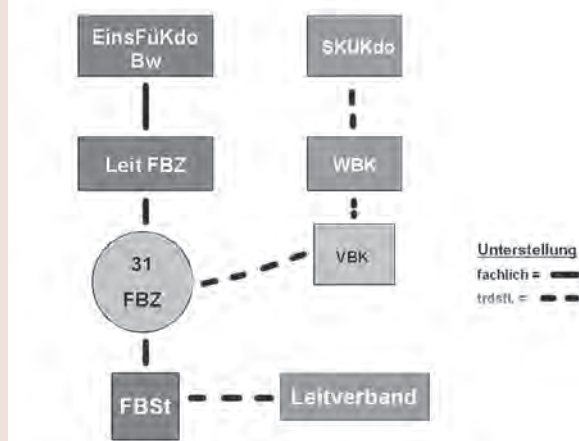 EinsFüKdo
Bw
SKUKdo
Leit FBZ
WBK
31
FBZ
VBK
Unterstellung
fachlich =
trdstl. =
FBSt
Leitverband